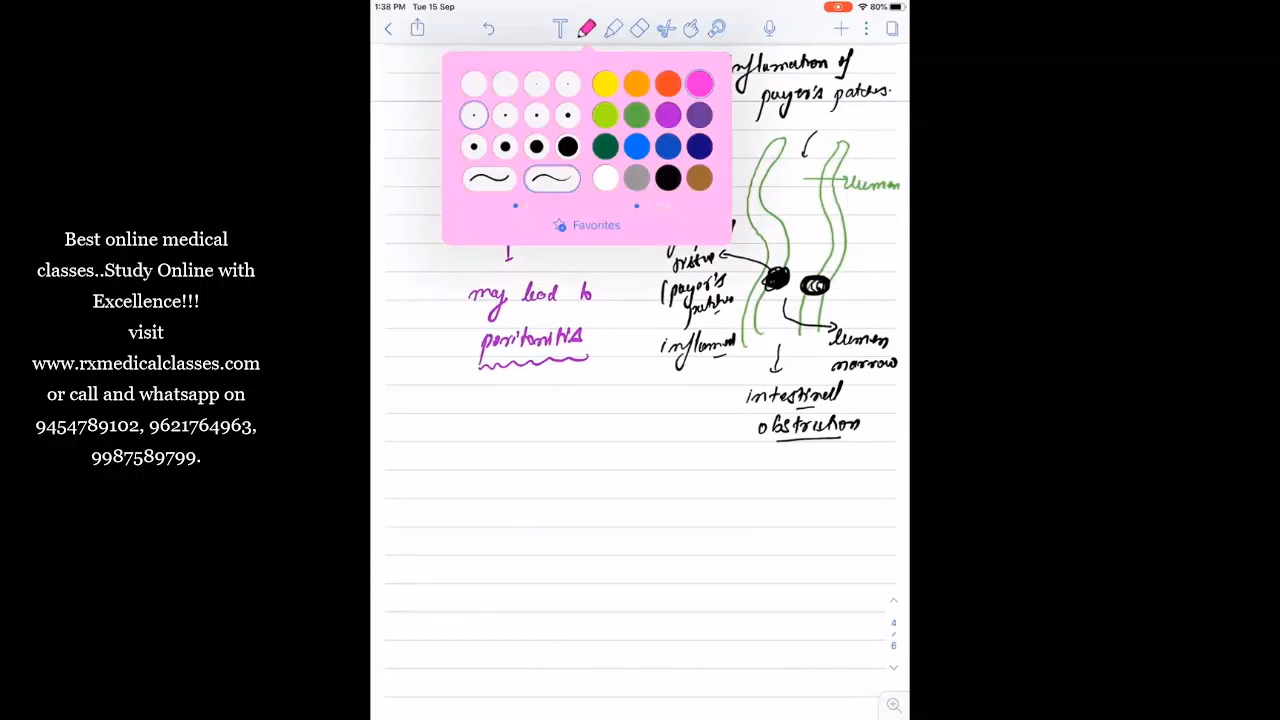 1:38 PM Tue 15 Sep
80%
Best online medical
classes..Study Online with
Excellence!!!
visit
www.rxmedicalclasses.com
or call and whatsapp on
9454789102, 9621764963,
9987589799.
Favorites
may lead to
peritonitis
inflamation of
payer's patches.
lumen
(payer's
patches
inflamed
lumen
narrow
intestinal
obstruction
4
/
6